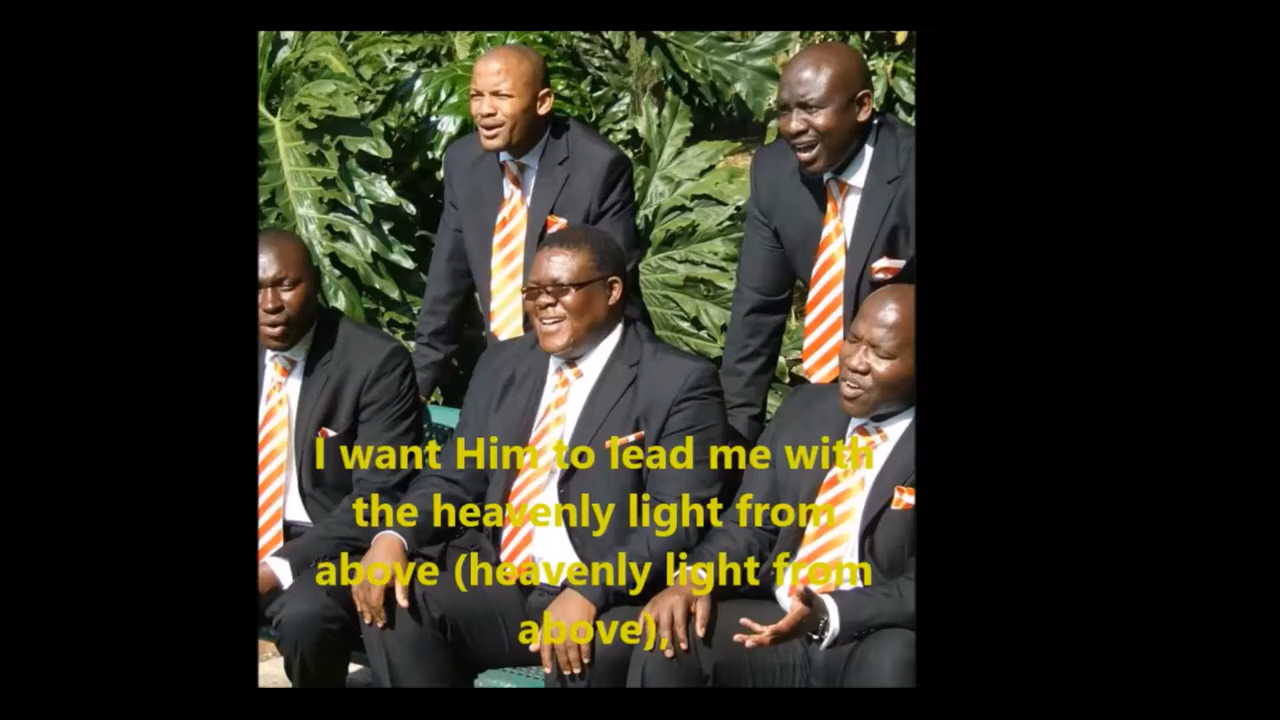 I want Him to lead me with
the heavenly light from
above (heavenly light from
above),